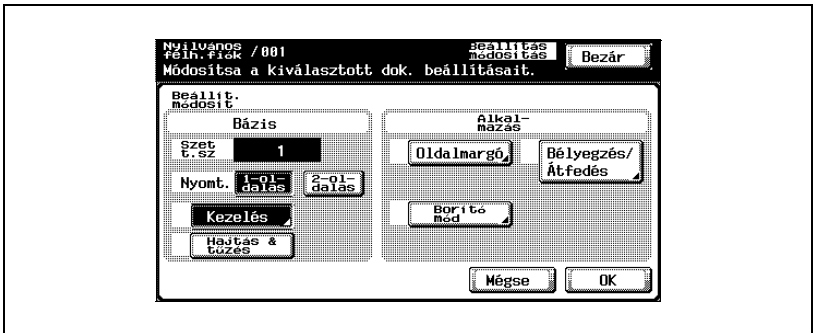 Nyilvános
félh.fiók /001
Beállítás
módosítás
Bezár
Módosítsa a kiválasztott dok. beállításait.
Beállít.
módosít
Bázis
Szet
t.sz 1
Nyomt. 1-ol-
dalas
2-ol-
dalas
Kezelés
Hajtás &
tűzés
Alkal-
mazás
Oldalmargó
Bélyegzés/
Átfedés
Borító
mód
Mégse
OK